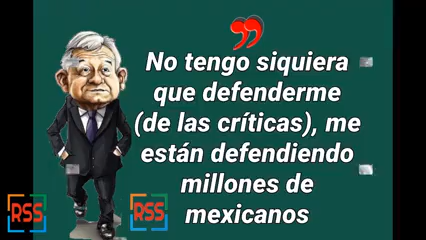 No tengo siquiera
que defenderme
(de las críticas), me
están defendiendo
millones de
mexicanos
RSS RSS